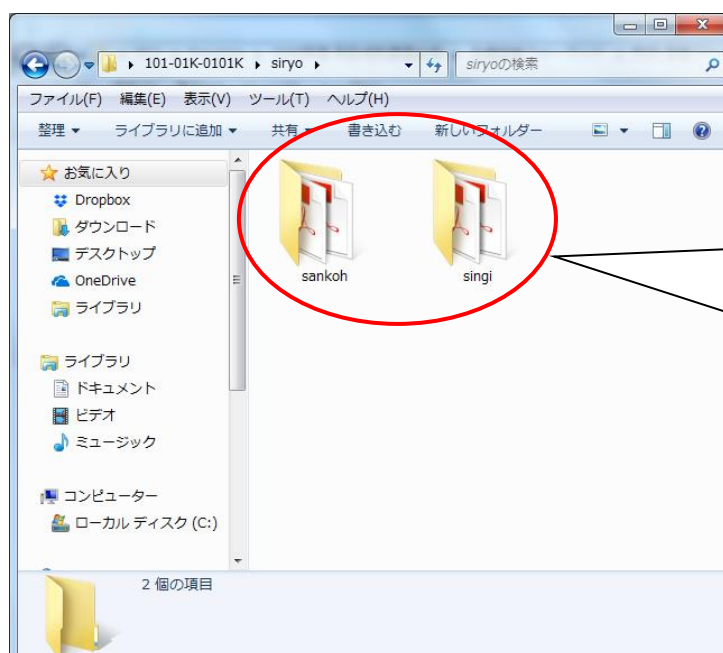 101-01K-0101K ▸ siryo ▸
siryoの検索
ファイル(F) 編集(E) 表示(V) ツール(T) ヘルプ(H)
整理 ライブラリに追加 共有 書き込む 新しいフォルダー
お気に入り
Dropbox
ダウンロード
デスクトップ
OneDrive
ライブラリ
ライブラリ
ドキュメント
ビデオ
ミュージック
コンピューター
ローカル ディスク (C:)
sankoh singi
2 個の項目